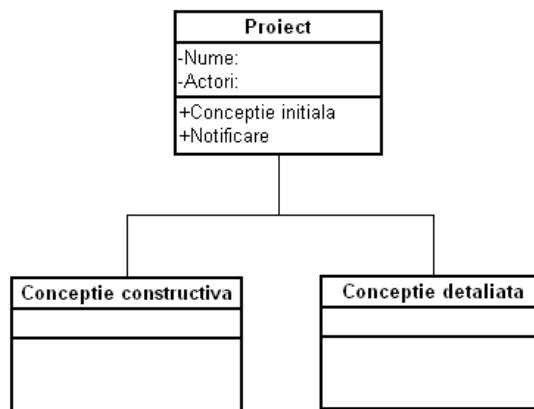 Proiect
-Nume:
-Actori:
+Conceptie initiala
+Notificare
Conceptie constructiva
Conceptie detaliata